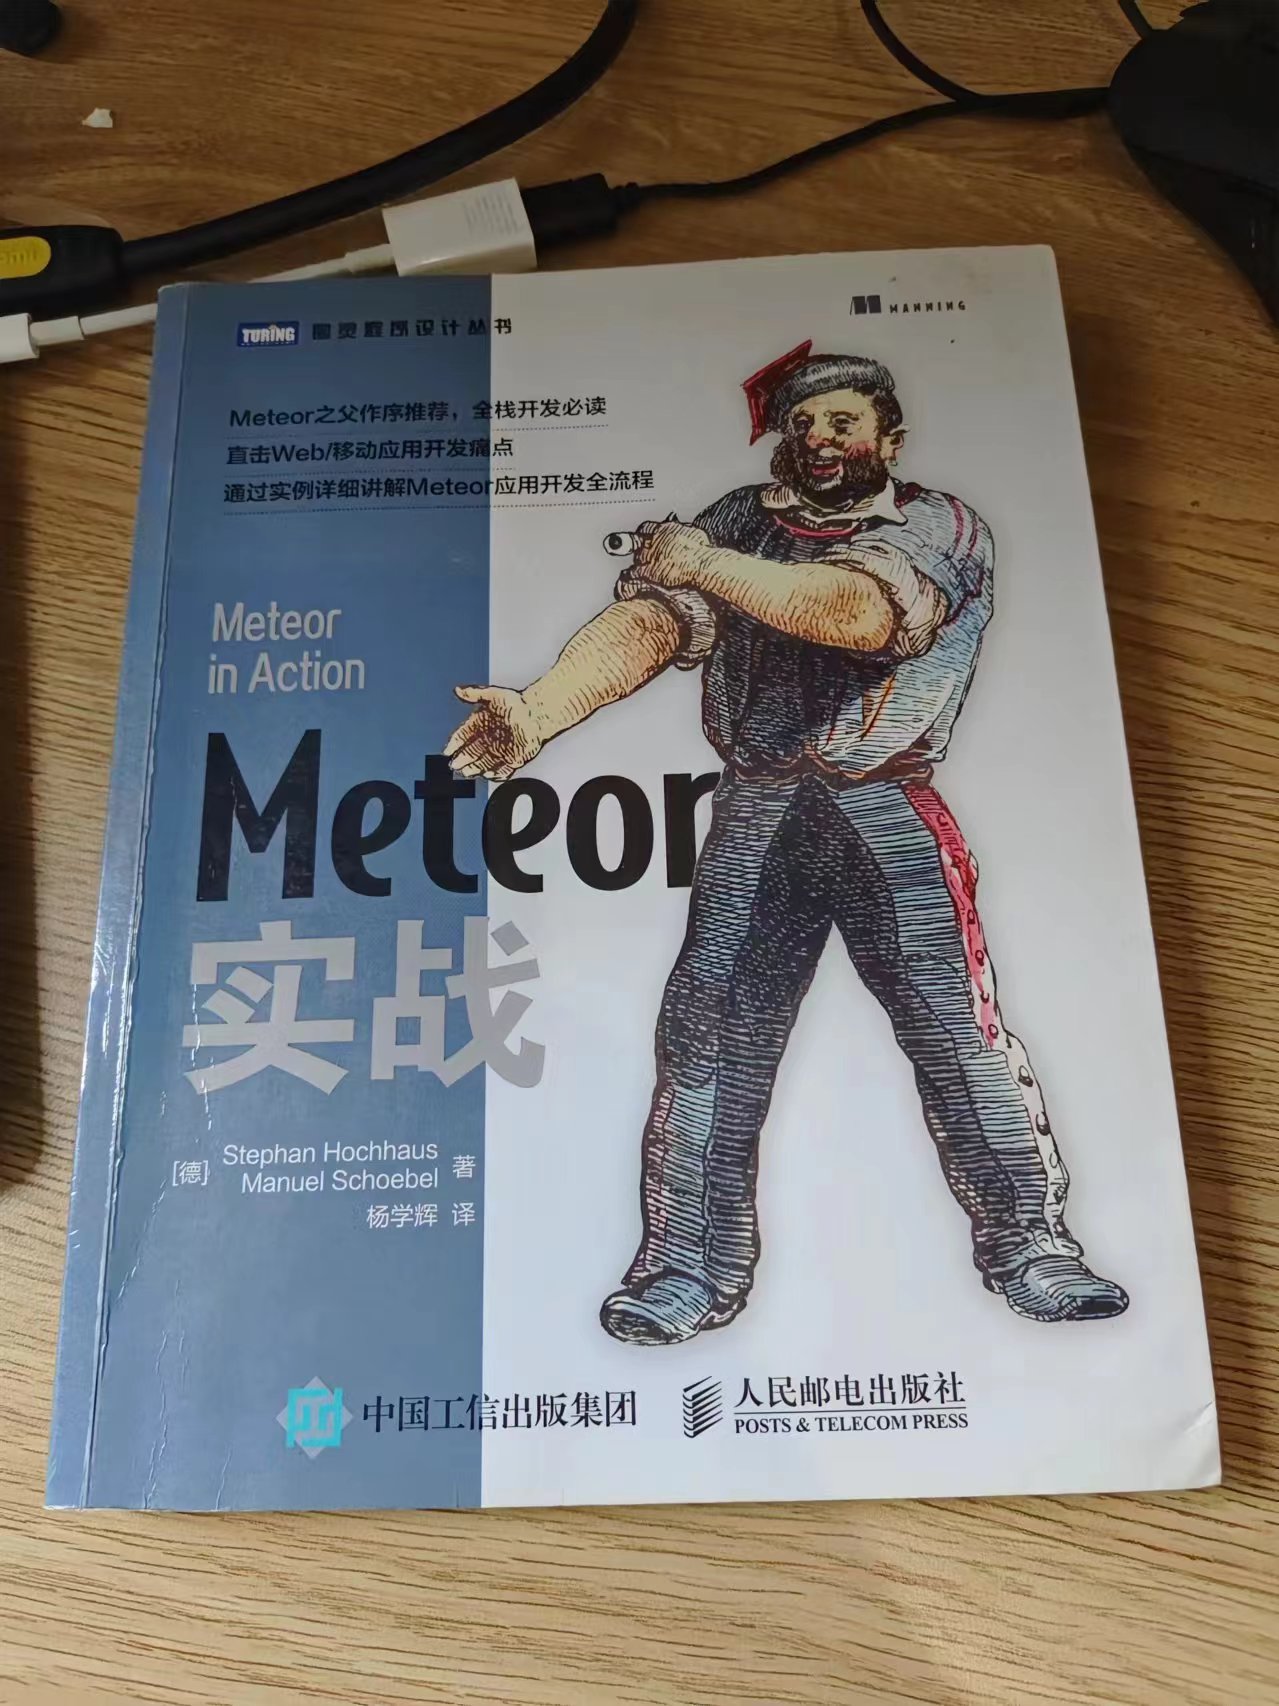 TURING 图灵程序设计丛书
MANNING
Meteor之父作序推荐，全栈开发必读
直击Web/移动应用开发痛点
通过实例详细讲解Meteor应用开发全流程
Meteor
in Action
Meteor
实战
[德]
Stephan Hochhaus
Manuel Schoebel
著
杨学辉 译
中国工信出版集团
人民邮电出版社
POSTS & TELECOM PRESS